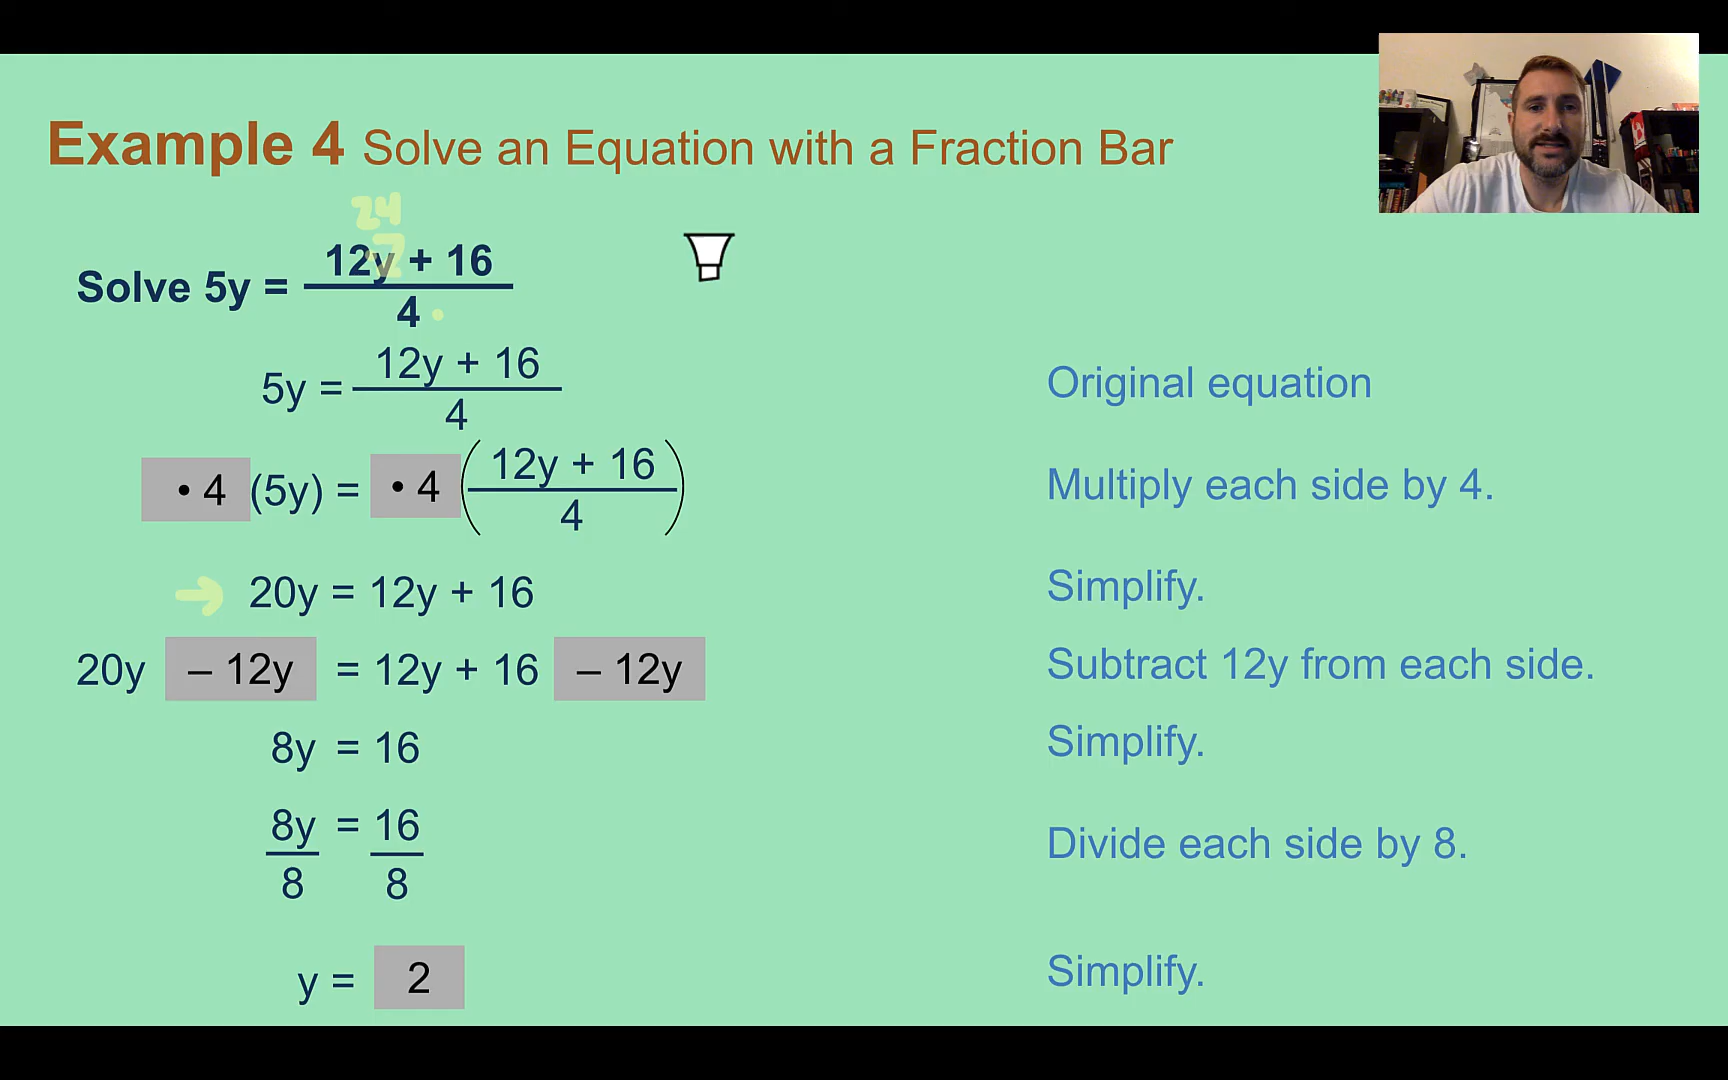 Example 4 Solve an Equation with a Fraction Bar
24
2
Solve 5y = 12y + 16
4
5y = 12y + 16
4
Original equation
• 4 (5y) = • 4 (12y + 16
4)
Multiply each side by 4.
→ 20y = 12y + 16
Simplify.
20y – 12y = 12y + 16 – 12y
Subtract 12y from each side.
8y = 16
Simplify.
8y = 16
8 8
Divide each side by 8.
y = 2
Simplify.